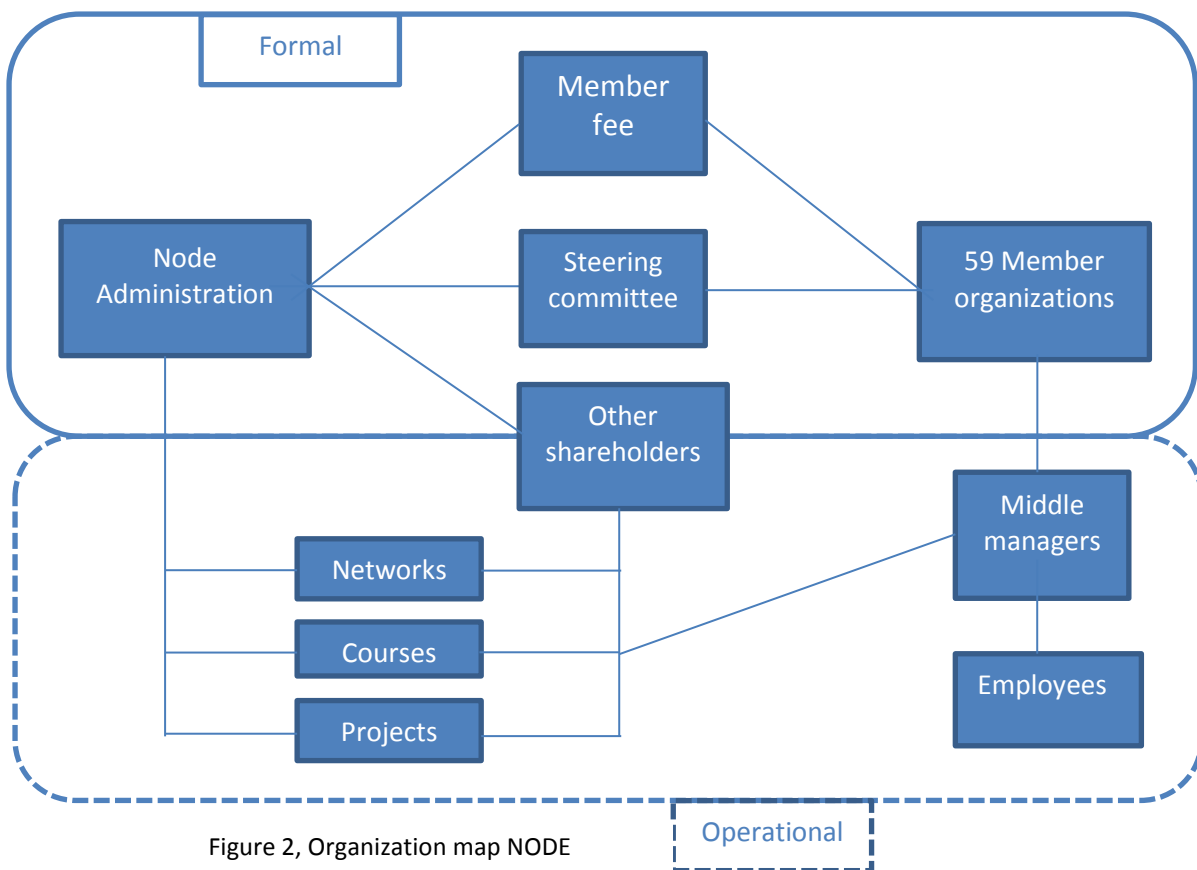 Formal
Member
fee
Node
Administration
Steering
committee
59 Member
organizations
Other
shareholders
Middle
managers
Networks
Courses
Employees
Projects
Operational
Figure 2, Organization map NODE